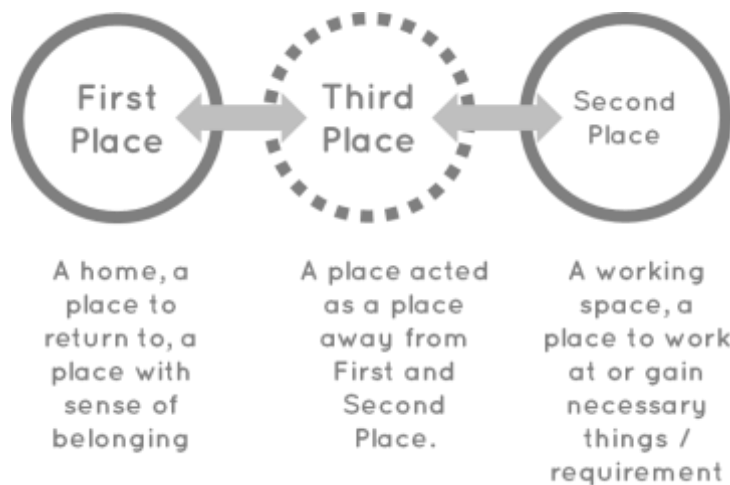 First
Place
Third
Place
Second
Place
A home, a
place to
return to, a
place with
sense of
belonging
A place acted
as a place
away from
First and
Second
Place.
A working
space, a
place to work
at or gain
necessary
things /
requirement